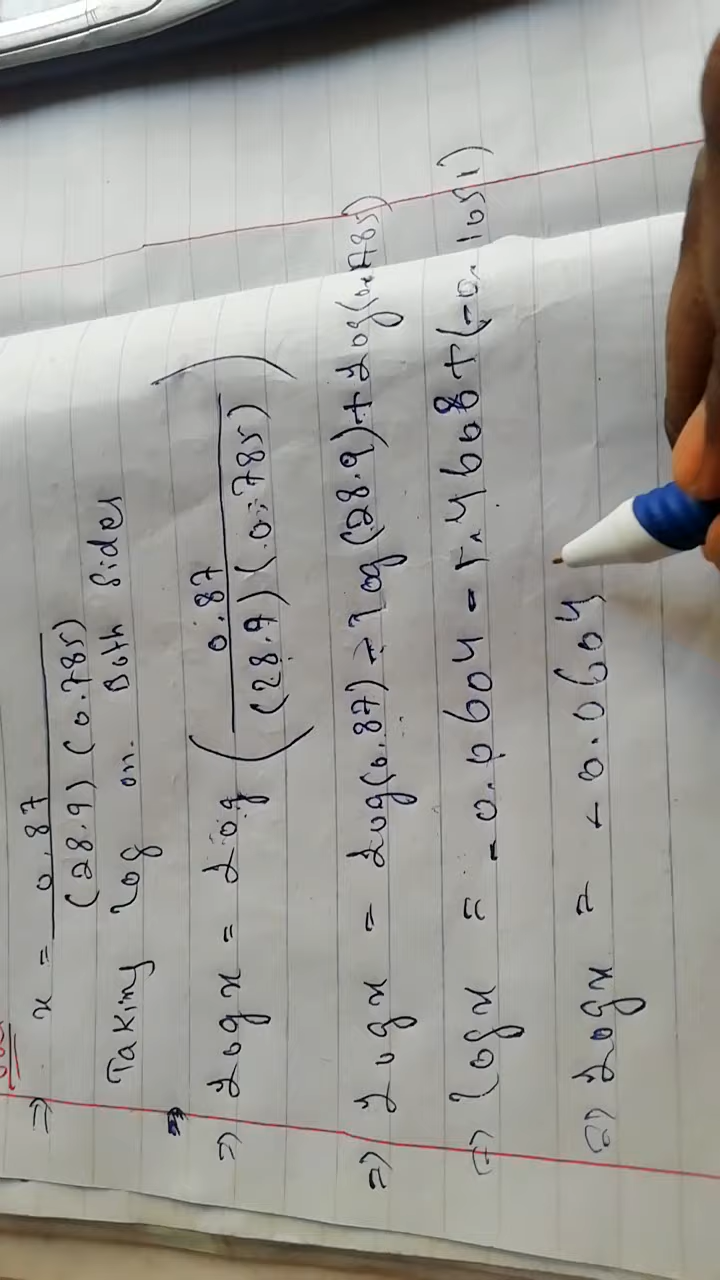 ⇒ x = 0.87 / (28.9) (0.785)
Taking log on Both Sides
⇒ Log x = Log ( 0.87 / (28.9) (0.785) )
⇒ Log x = Log(0.87) - Log(28.9) + Log(0.785)
⇒ Log x = -0.0604 - 1.4608 + (-0.1051)
⇒ Log x = -0.0604